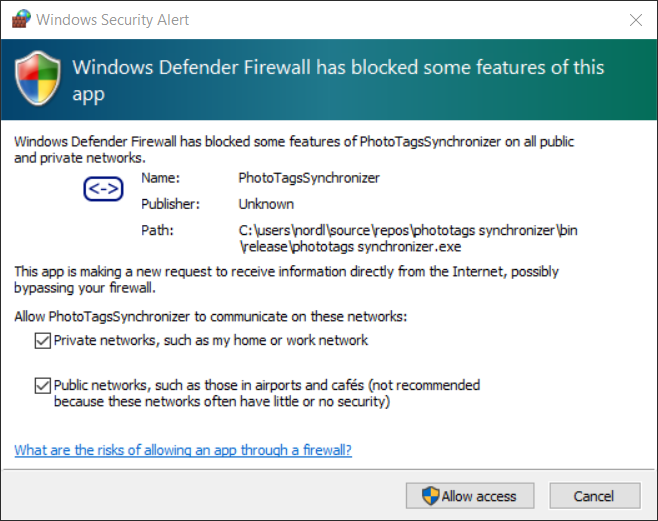 Windows Security Alert
Windows Defender Firewall has blocked some features of this
app
Windows Defender Firewall has blocked some features of PhotoTagsSynchronizer on all public
and private networks.
<->
Name: PhotoTagsSynchronizer
Publisher: Unknown
Path: C:\users\nordl\source\repos\phototags synchronizer\bin
\release\phototags synchronizer.exe
This app is making a new request to receive information directly from the Internet, possibly
bypassing your firewall.
Allow PhotoTagsSynchronizer to communicate on these networks:
Private networks, such as my home or work network
Public networks, such as those in airports and cafés (not recommended
because these networks often have little or no security)
What are the risks of allowing an app through a firewall?
Allow access Cancel